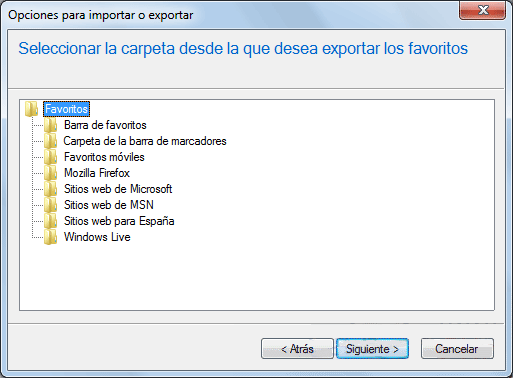 Opciones para importar o exportar
Seleccionar la carpeta desde la que desea exportar los favoritos
Favoritos
Barra de favoritos
Carpeta de la barra de marcadores
Favoritos móviles
Mozilla Firefox
Sitios web de Microsoft
Sitios web de MSN
Sitios web para España
Windows Live
< Atrás Siguiente > Cancelar